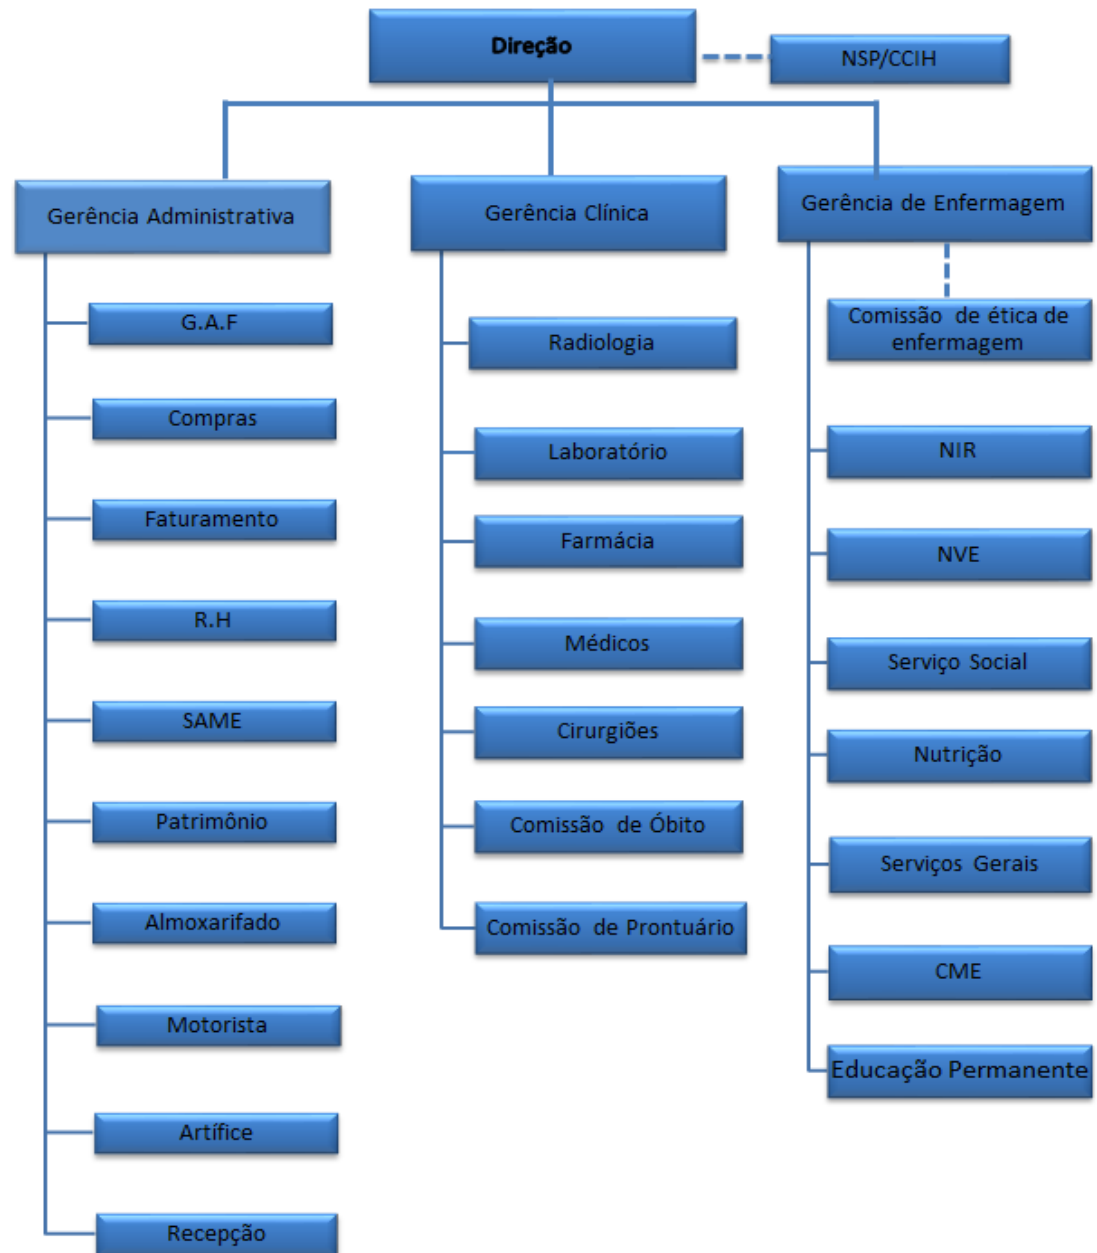 Direção
NSP/CCIH
Gerência Administrativa
G.A.F
Compras
Faturamento
R.H
SAME
Patrimônio
Almoxarifado
Motorista
Artífice
Recepção
Gerência Clínica
Radiologia
Laboratório
Farmácia
Médicos
Cirurgiões
Comissão de Óbito
Comissão de Prontuário
Gerência de Enfermagem
Comissão de ética de
enfermagem
NIR
NVE
Serviço Social
Nutrição
Serviços Gerais
CME
Educação Permanente